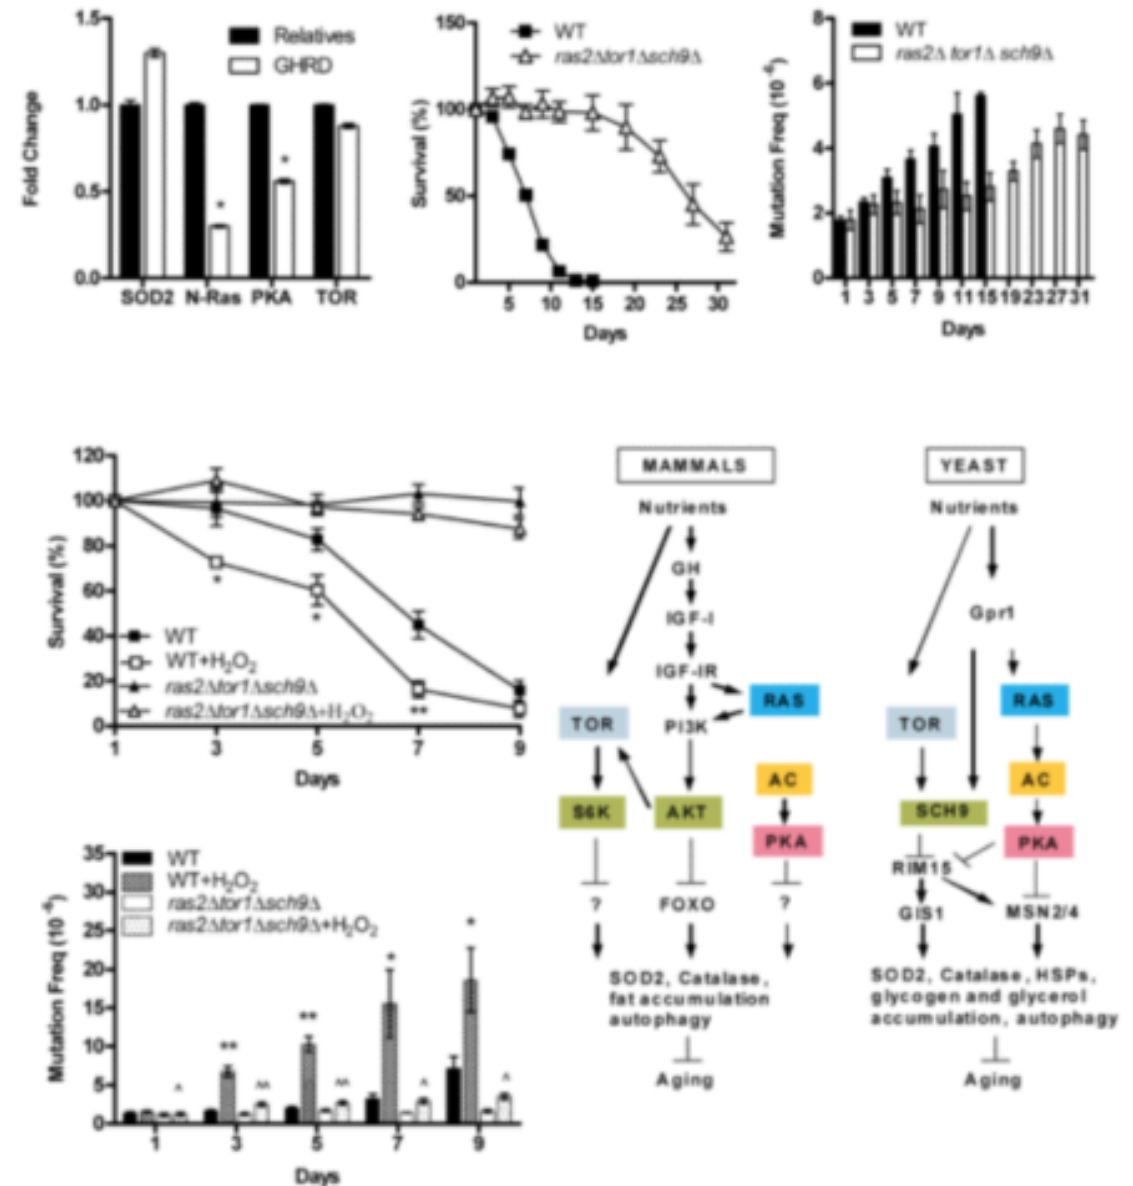 1.5
1.0
0.5
0.0
Fold Change
Relatives
GHRD
*
*
SOD2 N-Ras PKA TOR
150
100
50
0
Survival (%)
WT
ras2Δtor1Δsch9Δ
5 10 15 20 25 30
Days
8
6
4
2
0
Mutation Freq (10⁻⁶)
WT
ras2Δ tor1Δ sch9Δ
1 3 5 7 9 11 15 19 23 27 31
Days
120
100
80
60
40
20
0
Survival (%)
*
*
**
WT
WT+H₂O₂
ras2Δtor1Δsch9Δ
ras2Δtor1Δsch9Δ+H₂O₂
1 3 5 7 9
Days
35
30
25
20
15
10
5
0
Mutation Freq (10⁻⁶)
WT
WT+H₂O₂
ras2Δtor1Δsch9Δ
ras2Δtor1Δsch9Δ+H₂O₂
^ ** ^^ ** ^^ * ^ * ^
1 3 5 7 9
Days
MAMMALS
Nutrients
GH
IGF-I
IGF-IR
RAS
TOR
PI3K
AC
S6K
AKT
PKA
?
FOXO
?
SOD2, Catalase,
fat accumulation
autophagy
Aging
YEAST
Nutrients
Gpr1
RAS
TOR
AC
SCH9
PKA
RIM15
GIS1
MSN2/4
SOD2, Catalase, HSPs,
glycogen and glycerol
accumulation, autophagy
Aging